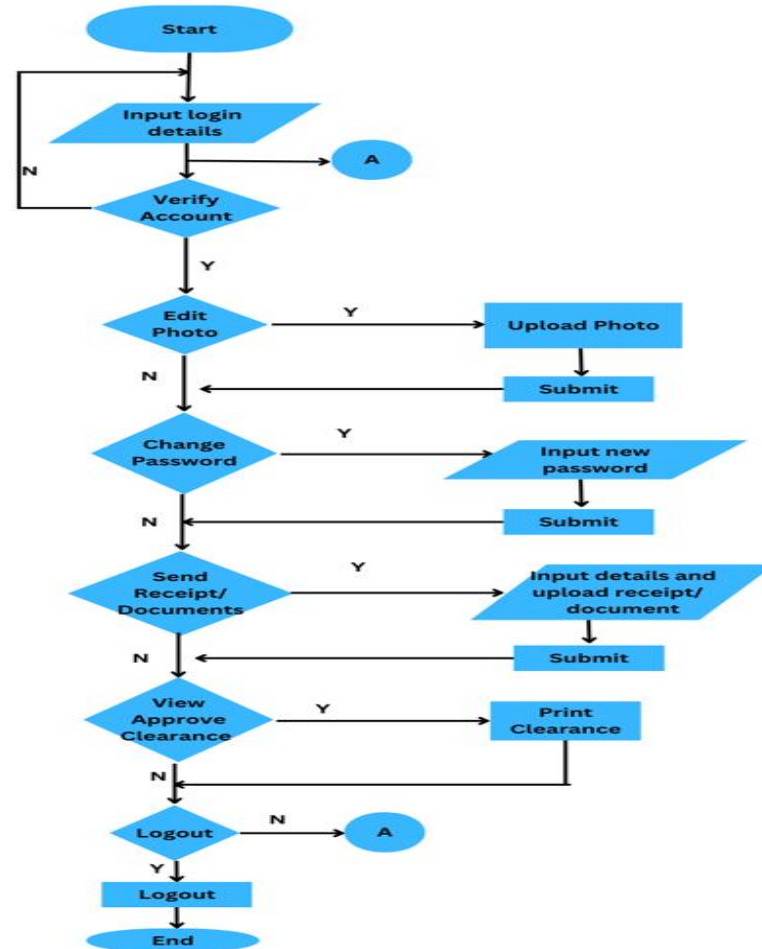 Start
Input login
details
A
N
Verify
Account
Y
Edit
Photo
Y
Upload Photo
N
Submit
Change
Password
Y
Input new
password
N
Submit
Send
Receipt/
Documents
Y
Input details and
upload receipt/
document
N
Submit
View
Approve
Clearance
Y
Print
Clearance
N
Logout
N
A
Y
Logout
End